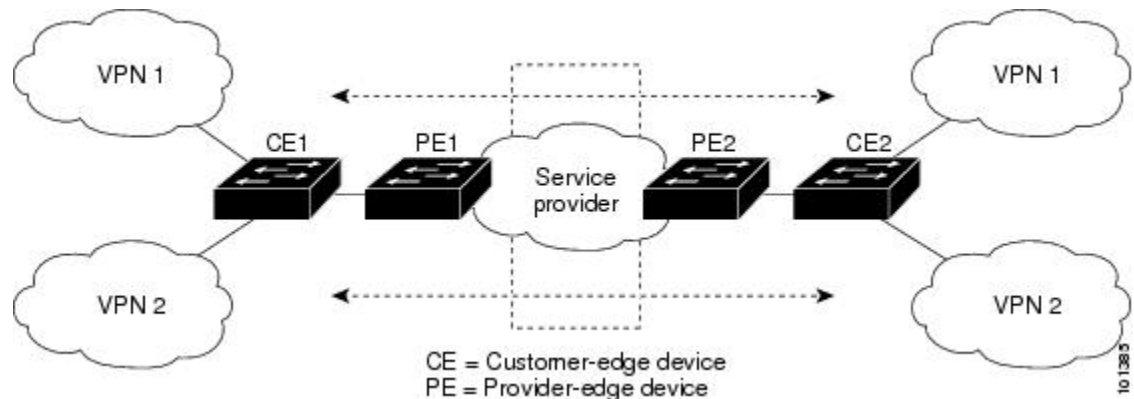 VPN 1
VPN 1
CE1
PE1
PE2
CE2
Service
provider
VPN 2
VPN 2
CE = Customer-edge device
PE = Provider-edge device
101385